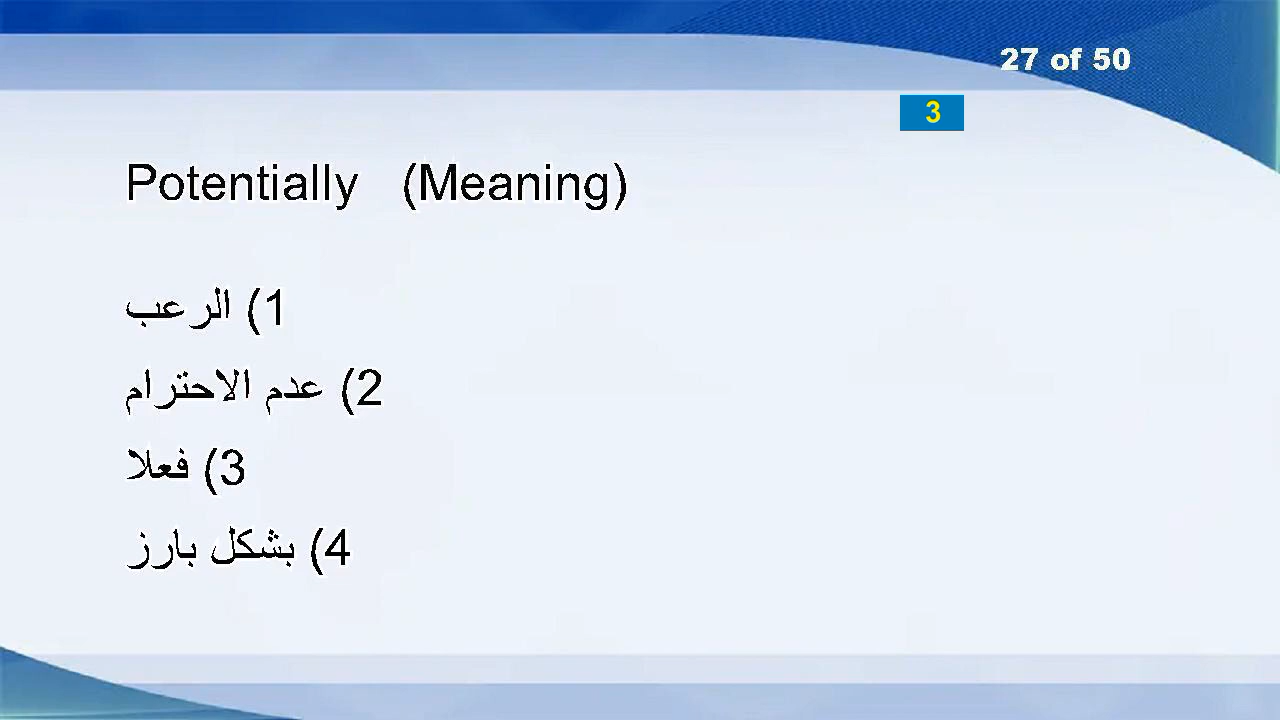 27 of 50
3
Potentially (Meaning)
1) الرعب
2) عدم الاحترام
3) فعلا
4) بشكل بارز